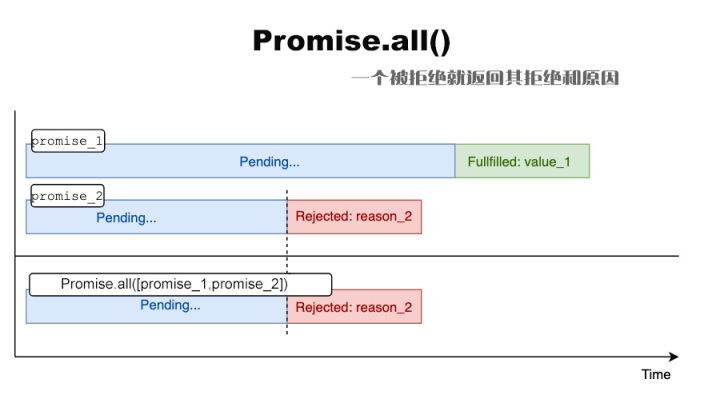 Promise.all()
一个被拒绝就返回其拒绝和原因
promise_1
Pending...
Fullfilled: value_1
promise_2
Pending...
Rejected: reason_2
Promise.all([promise_1,promise_2])
Pending...
Rejected: reason_2
Time